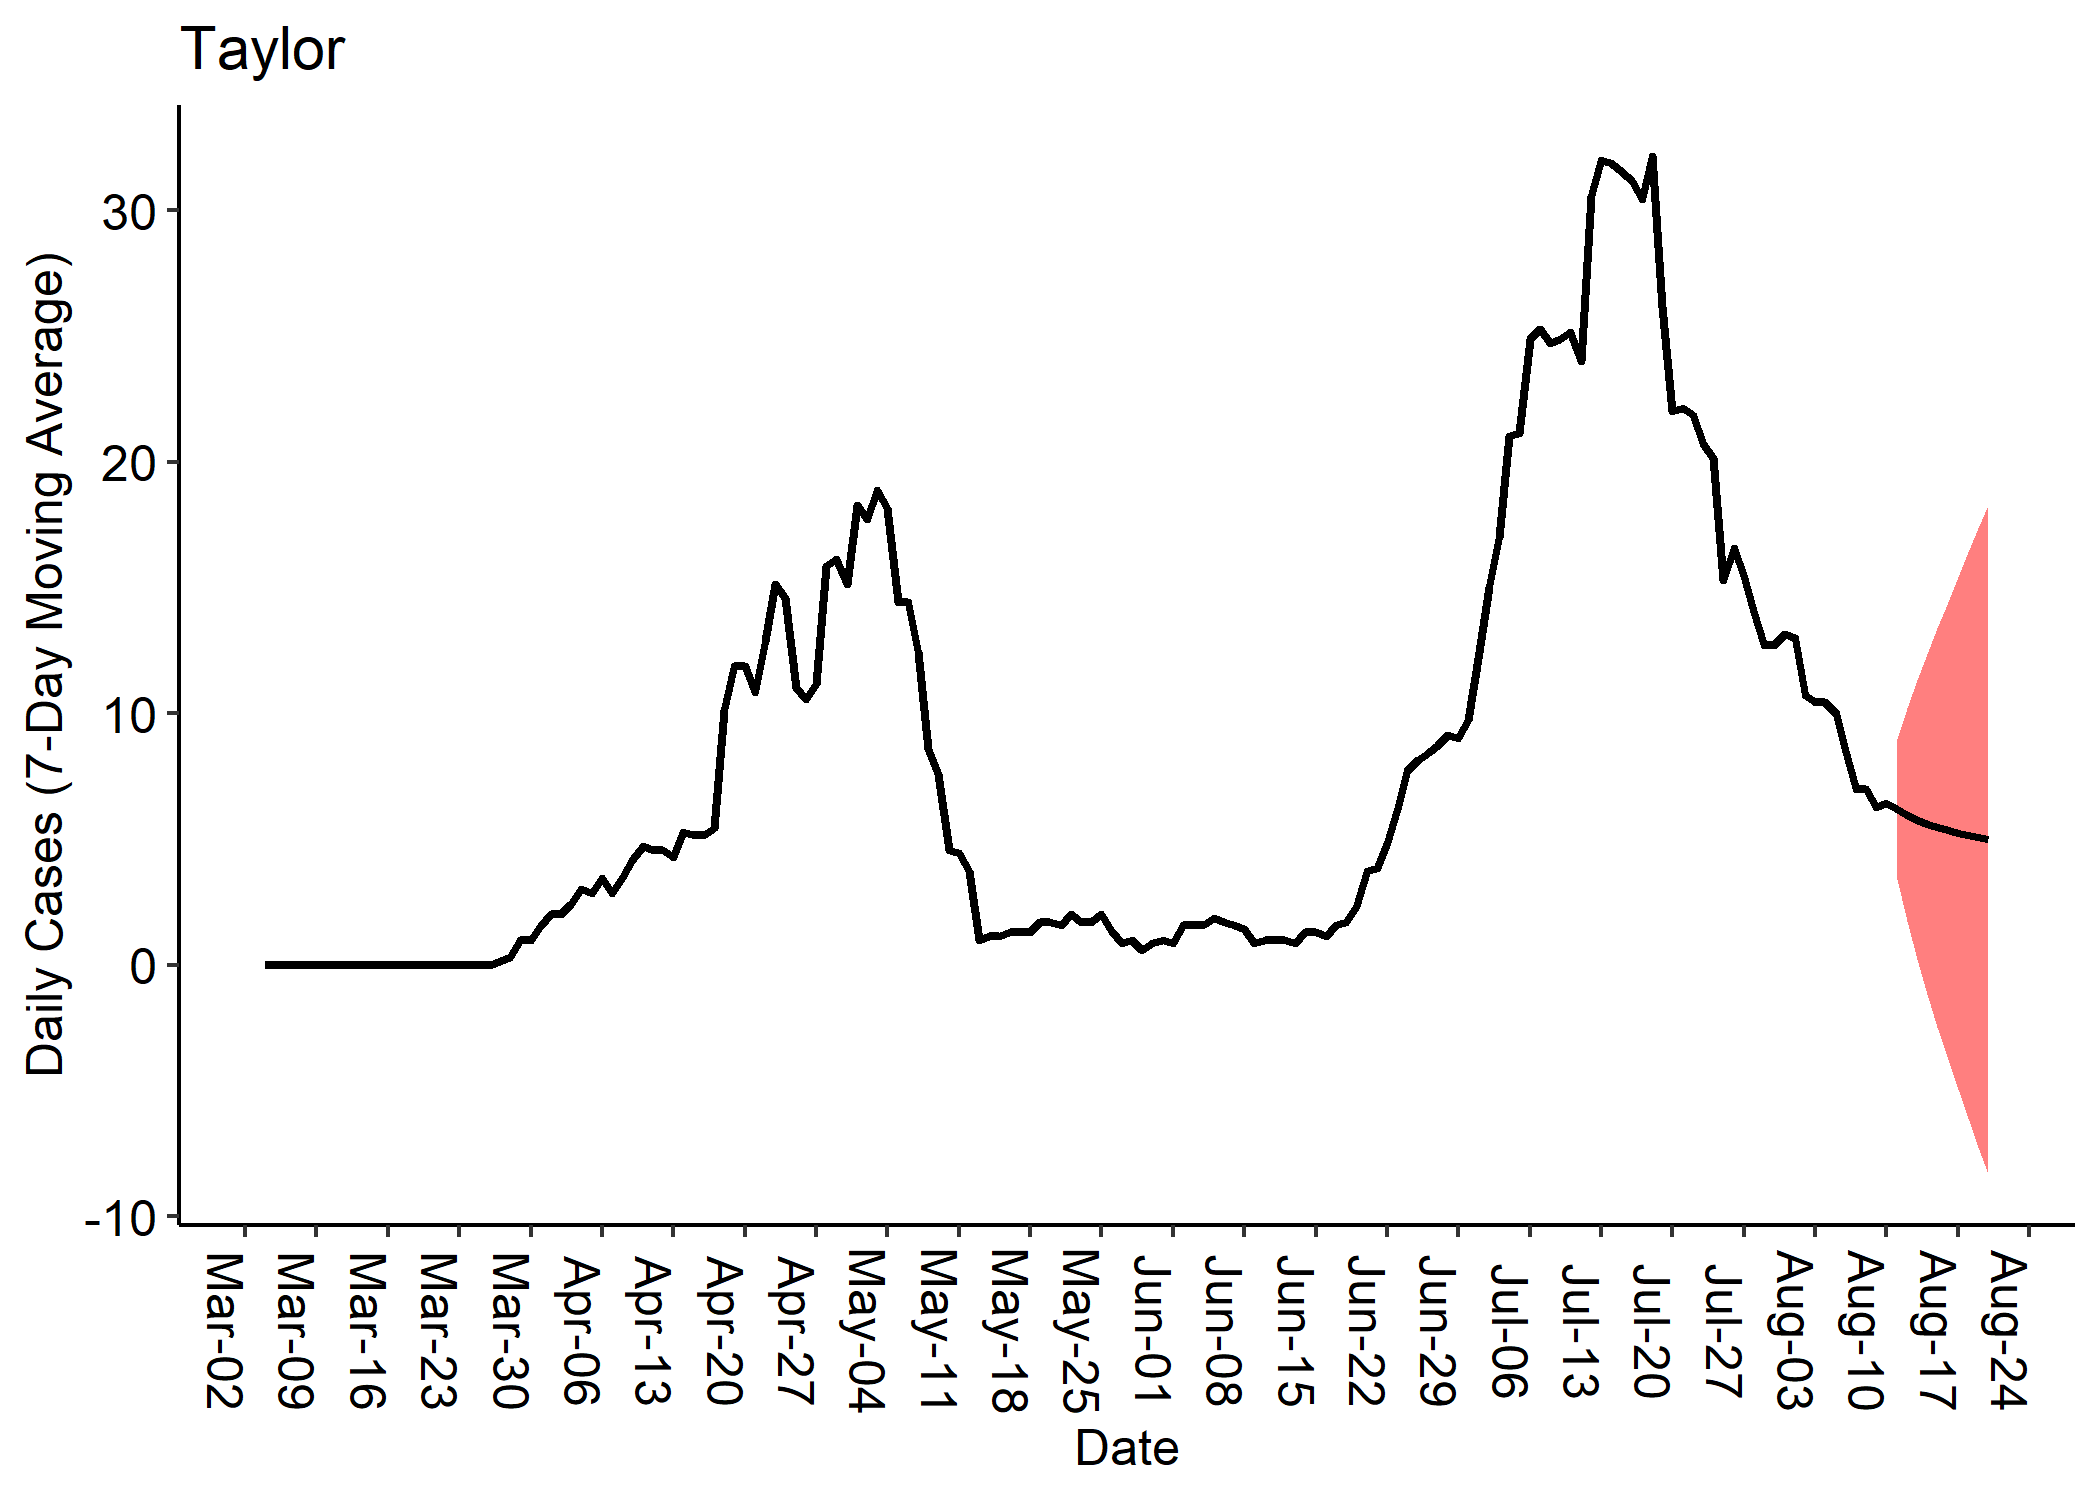 Taylor
Daily Cases (7-Day Moving Average)
30
20
10
0
-10
Mar-02
Mar-09
Mar-16
Mar-23
Mar-30
Apr-06
Apr-13
Apr-20
Apr-27
May-04
May-11
May-18
May-25
Jun-01
Jun-08
Jun-15
Jun-22
Jun-29
Jul-06
Jul-13
Jul-20
Jul-27
Aug-03
Aug-10
Aug-17
Aug-24
Date